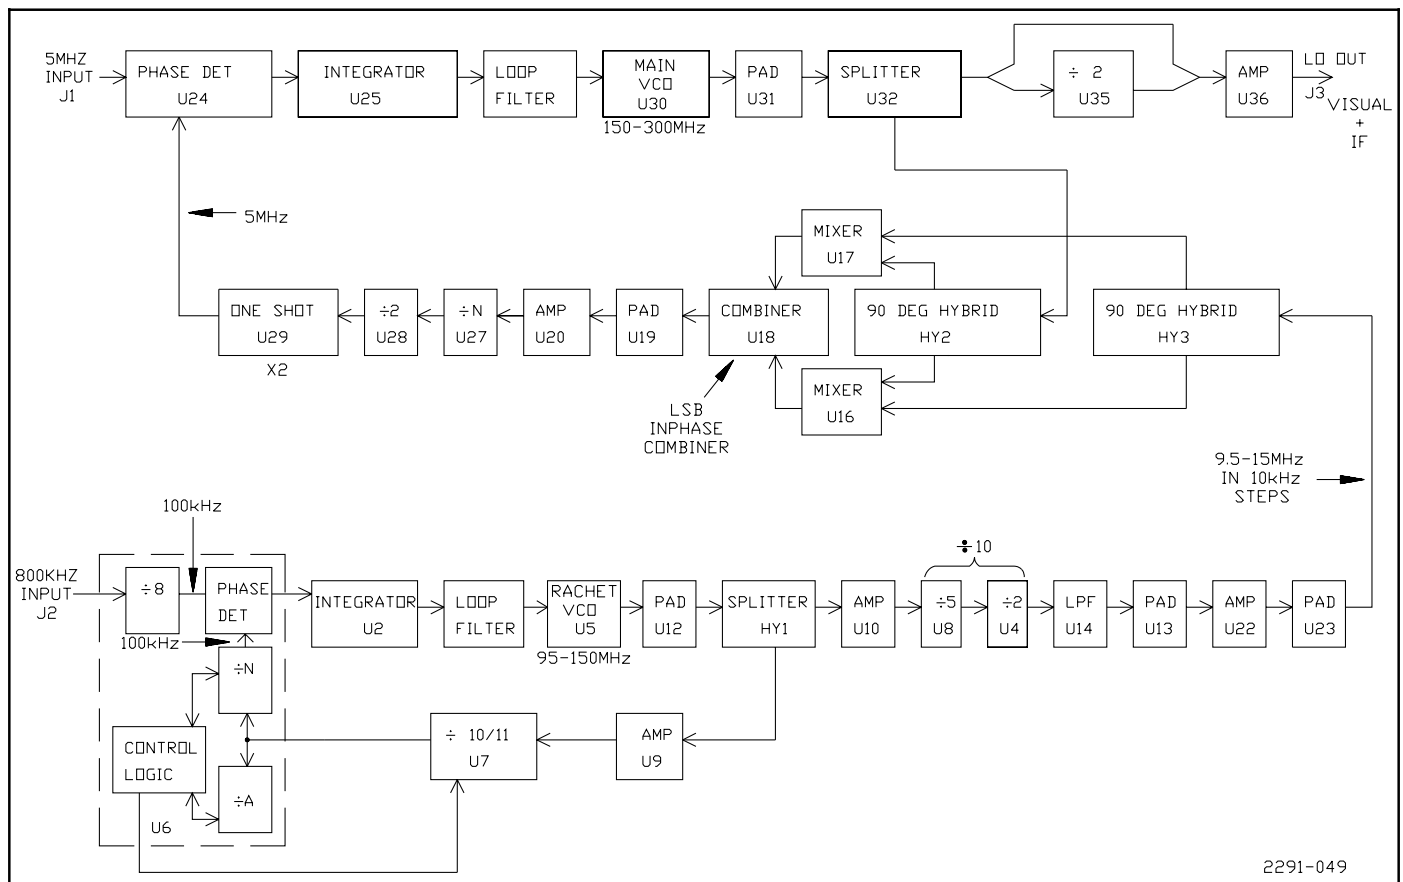 5MHZ
INPUT
J1
PHASE DET
U24
INTEGRATOR
U25
LOOP
FILTER
MAIN
VCO
U30
150-300MHz
PAD
U31
SPLITTER
U32
÷ 2
U35
AMP
U36
LO OUT
J3
VISUAL
+
IF
5MHz
ONE SHOT
U29
X2
÷2
U28
÷N
U27
AMP
U20
PAD
U19
COMBINER
U18
LSB
INPHASE
COMBINER
MIXER
U17
90 DEG HYBRID
HY2
MIXER
U16
90 DEG HYBRID
HY3
9.5-15MHz
IN 10kHz
STEPS
100kHz
800KHZ
INPUT
J2
÷8
PHASE
DET
100kHz
÷N
CONTROL
LOGIC
÷A
U6
INTEGRATOR
U2
LOOP
FILTER
RACHET
VCO
U5
95-150MHz
PAD
U12
SPLITTER
HY1
AMP
U10
÷10
÷5
U8
÷2
U4
LPF
U14
PAD
U13
AMP
U22
PAD
U23
÷ 10/11
U7
AMP
U9
2291-049